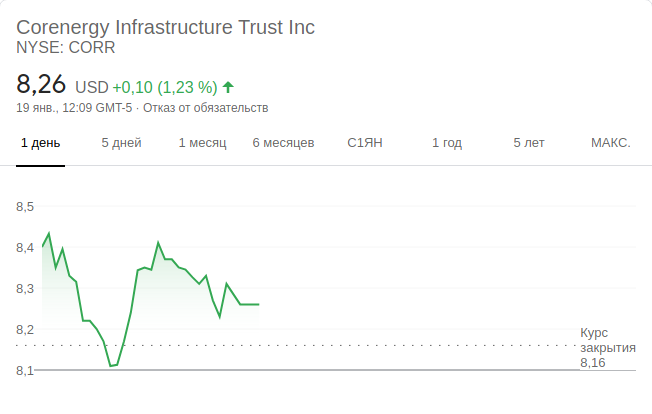 Corenergy Infrastructure Trust Inc
NYSE: CORR
8,26 USD +0,10 (1,23 %)
19 янв., 12:09 GMT-5 · Отказ от обязательств
1 день 5 дней 1 месяц 6 месяцев С1ЯН 1 год 5 лет МАКС.
8,5
8,4
8,3
8,2
8,1
Курс
закрытия
8,16